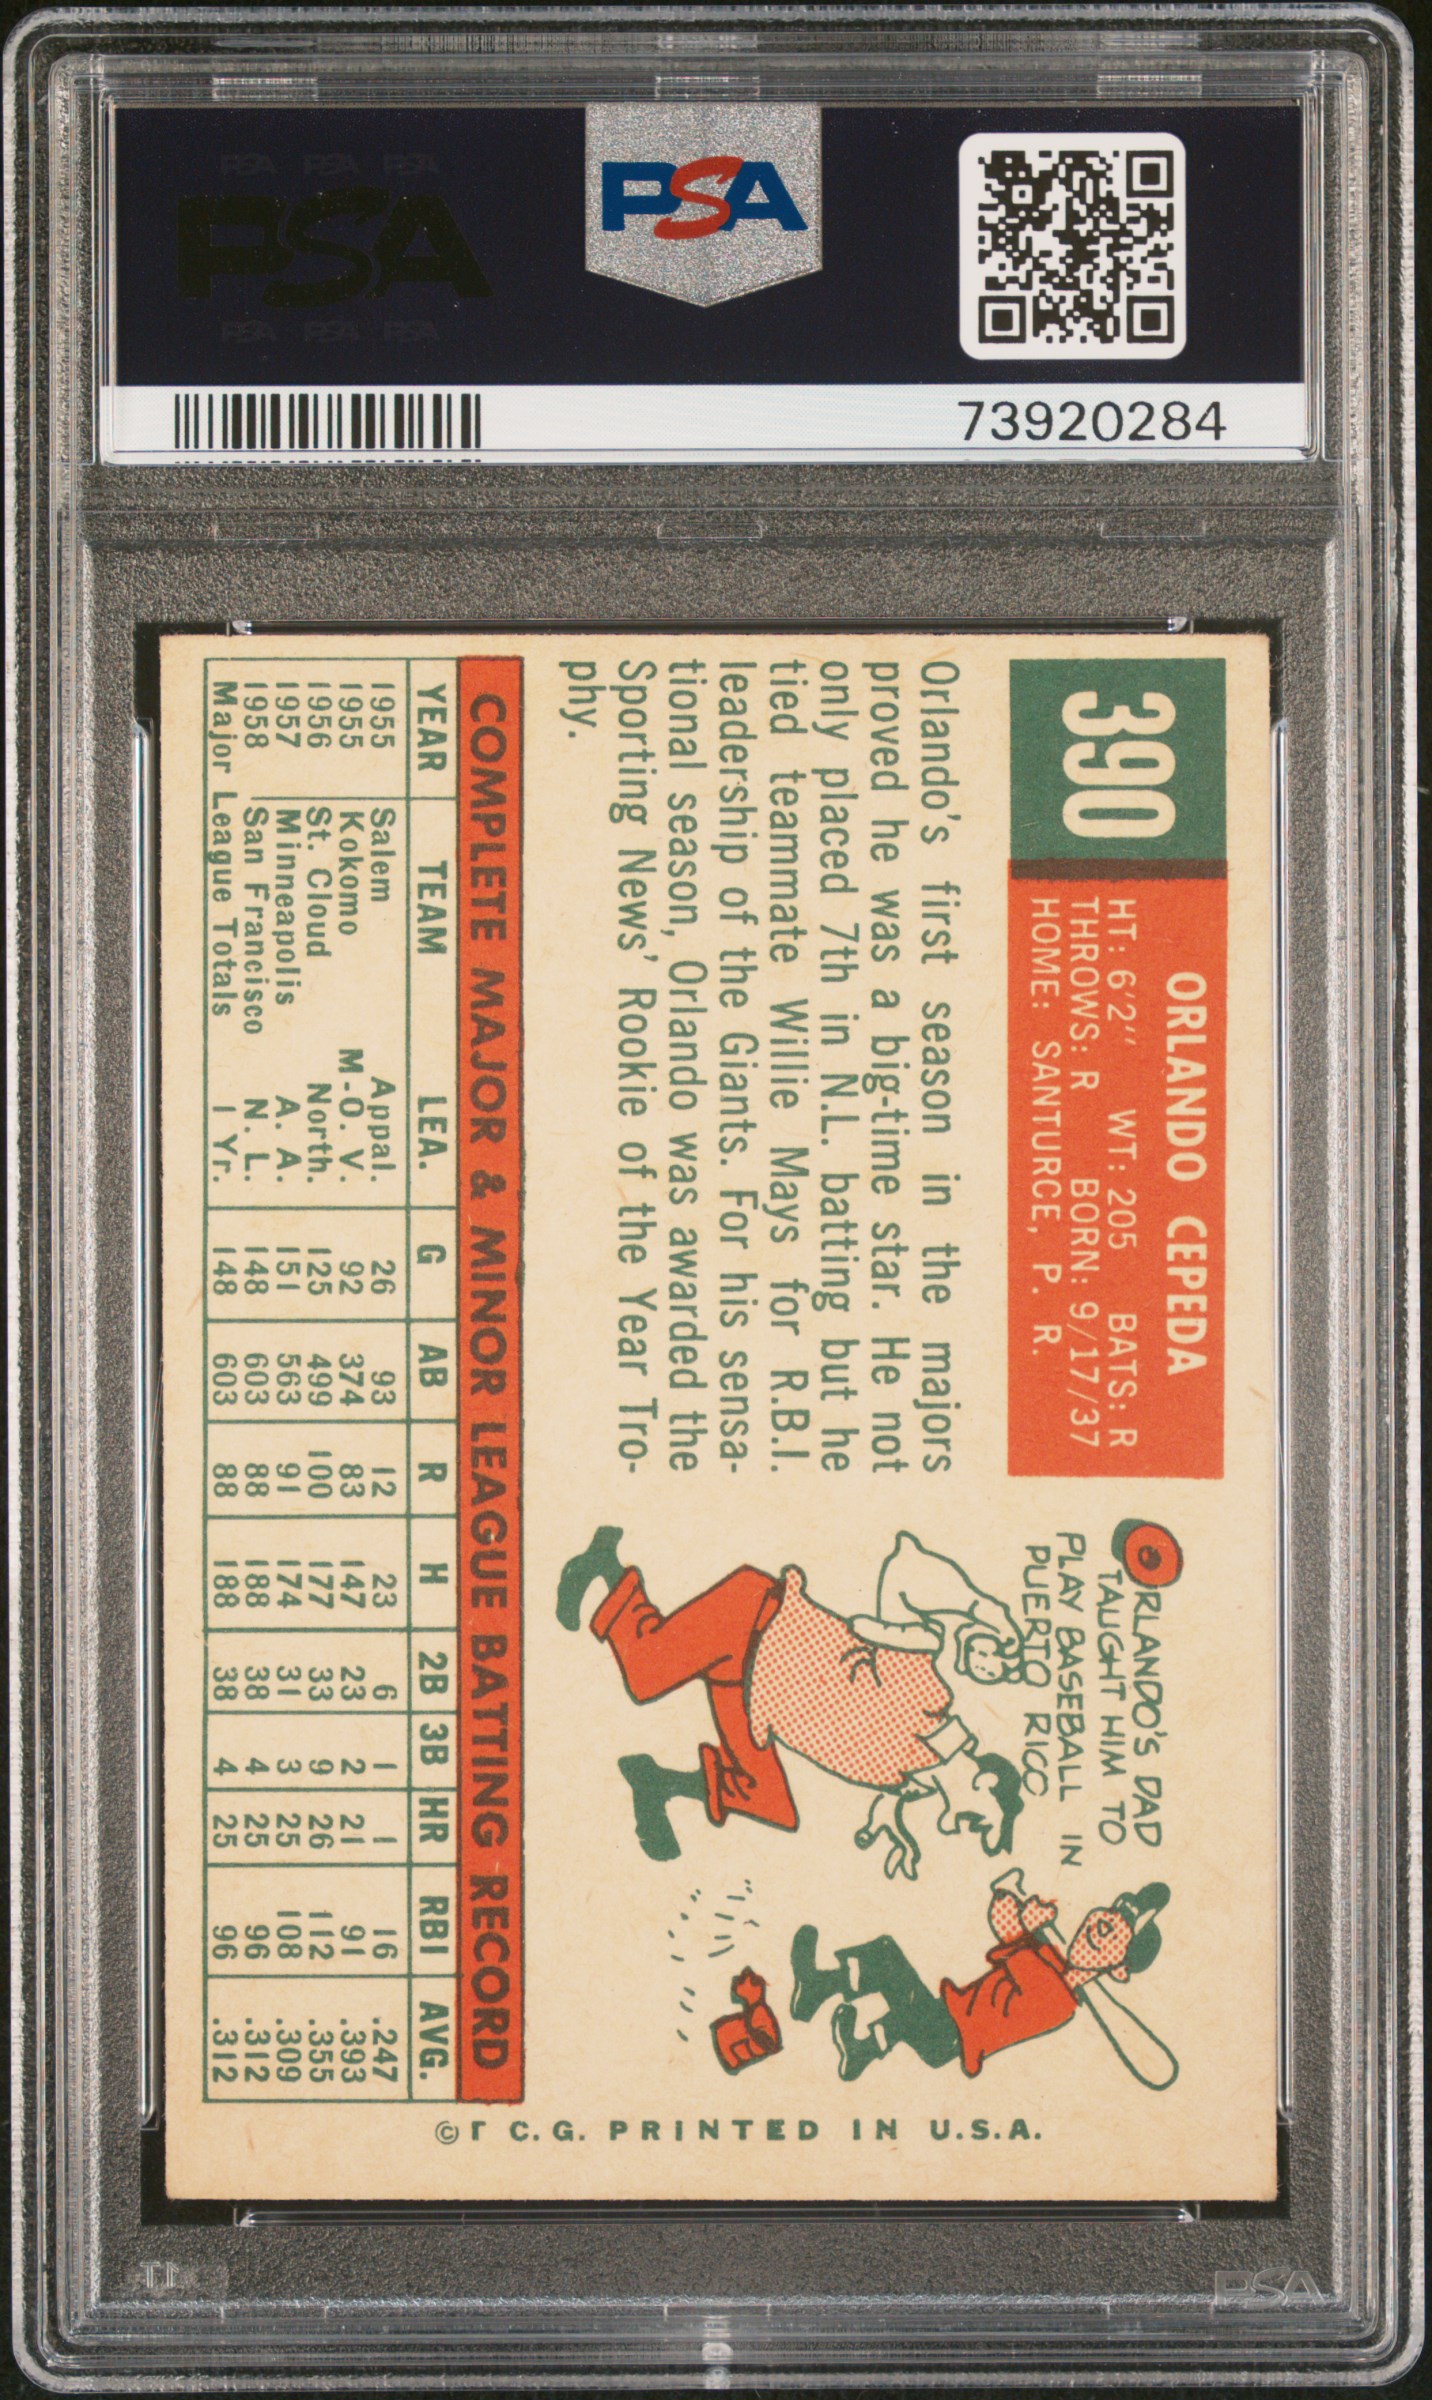 PSA PSA PSA
PSA
PSA PSA PSA
PSA
73920284
390
ORLANDO CEPEDA
HT: 6'2" WT: 205 BATS: R
THROWS: R BORN: 9/17/37
HOME: SANTURCE, P. R.
Orlando's first season in the majors
proved he was a big-time star. He not
only placed 7th in N.L. batting but he
tied teammate Willie Mays for R.B.I.
leadership of the Giants. For his sensa-
tional season, Orlando was awarded the
Sporting News' Rookie of the Year Tro-
phy.
ORLANDO'S DAD
TAUGHT HIM TO
PLAY BASEBALL IN
PUERTO RICO
COMPLETE MAJOR & MINOR LEAGUE BATTING RECORD
YEAR TEAM LEA. G AB R H 2B 3B HR RBI AVG.
1955 Salem Appal. 26 93 12 23 6 1 1 16 .247
1955 Kokomo M-O. V. 92 374 83 147 23 2 21 91 .393
1956 St. Cloud North. 125 499 100 177 33 9 26 112 .355
1957 Minneapolis A. A. 151 563 91 174 31 3 25 108 .309
1958 San Francisco N. L. 148 603 88 188 38 4 25 96 .312
Major League Totals 1 Yr. 148 603 88 188 38 4 25 96 .312
©T C. G. PRINTED IN U.S.A.
PSA